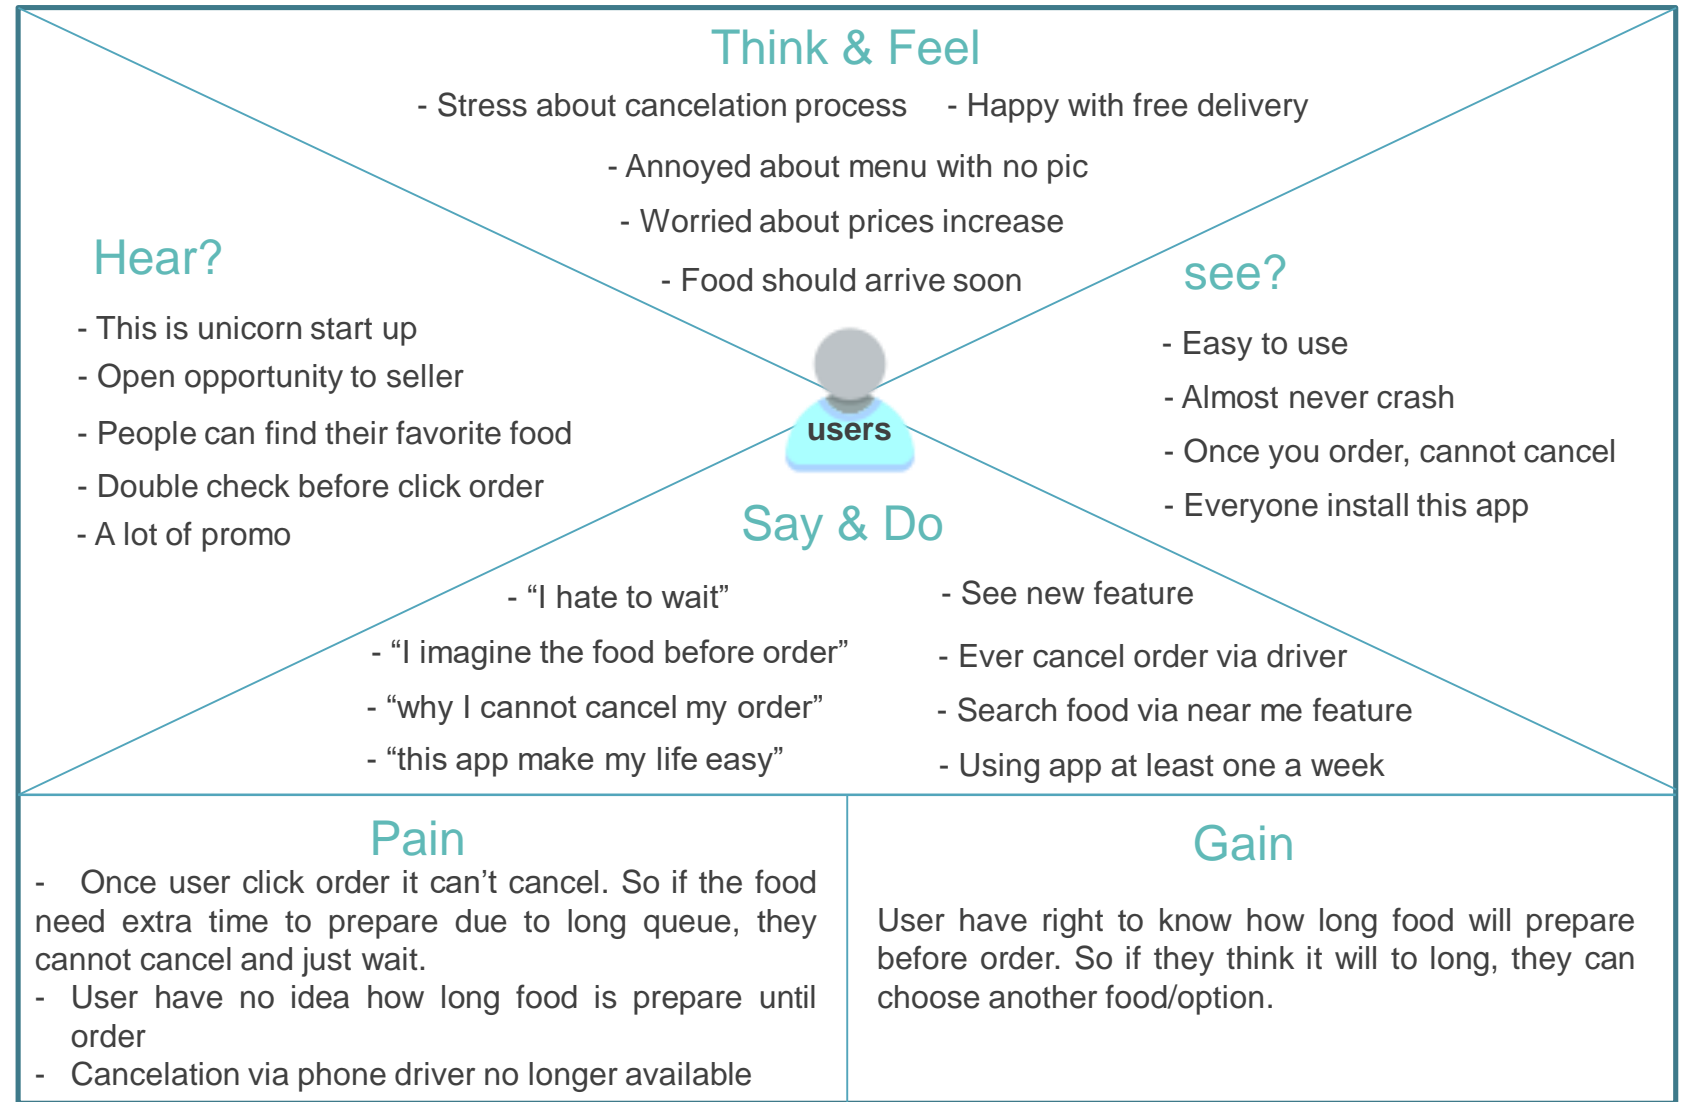 Think & Feel
- Stress about cancelation process
- Happy with free delivery
- Annoyed about menu with no pic
- Worried about prices increase
- Food should arrive soon
Hear?
- This is unicorn start up
- Open opportunity to seller
- People can find their favorite food
- Double check before click order
- A lot of promo
see?
- Easy to use
- Almost never crash
- Once you order, cannot cancel
- Everyone install this app
users
Say & Do
- “I hate to wait”
- “I imagine the food before order”
- “why I cannot cancel my order”
- “this app make my life easy”
- See new feature
- Ever cancel order via driver
- Search food via near me feature
- Using app at least one a week
Pain
- Once user click order it can’t cancel. So if the food
need extra time to prepare due to long queue, they
cannot cancel and just wait.
- User have no idea how long food is prepare until
order
- Cancelation via phone driver no longer available
Gain
User have right to know how long food will prepare
before order. So if they think it will to long, they can
choose another food/option.